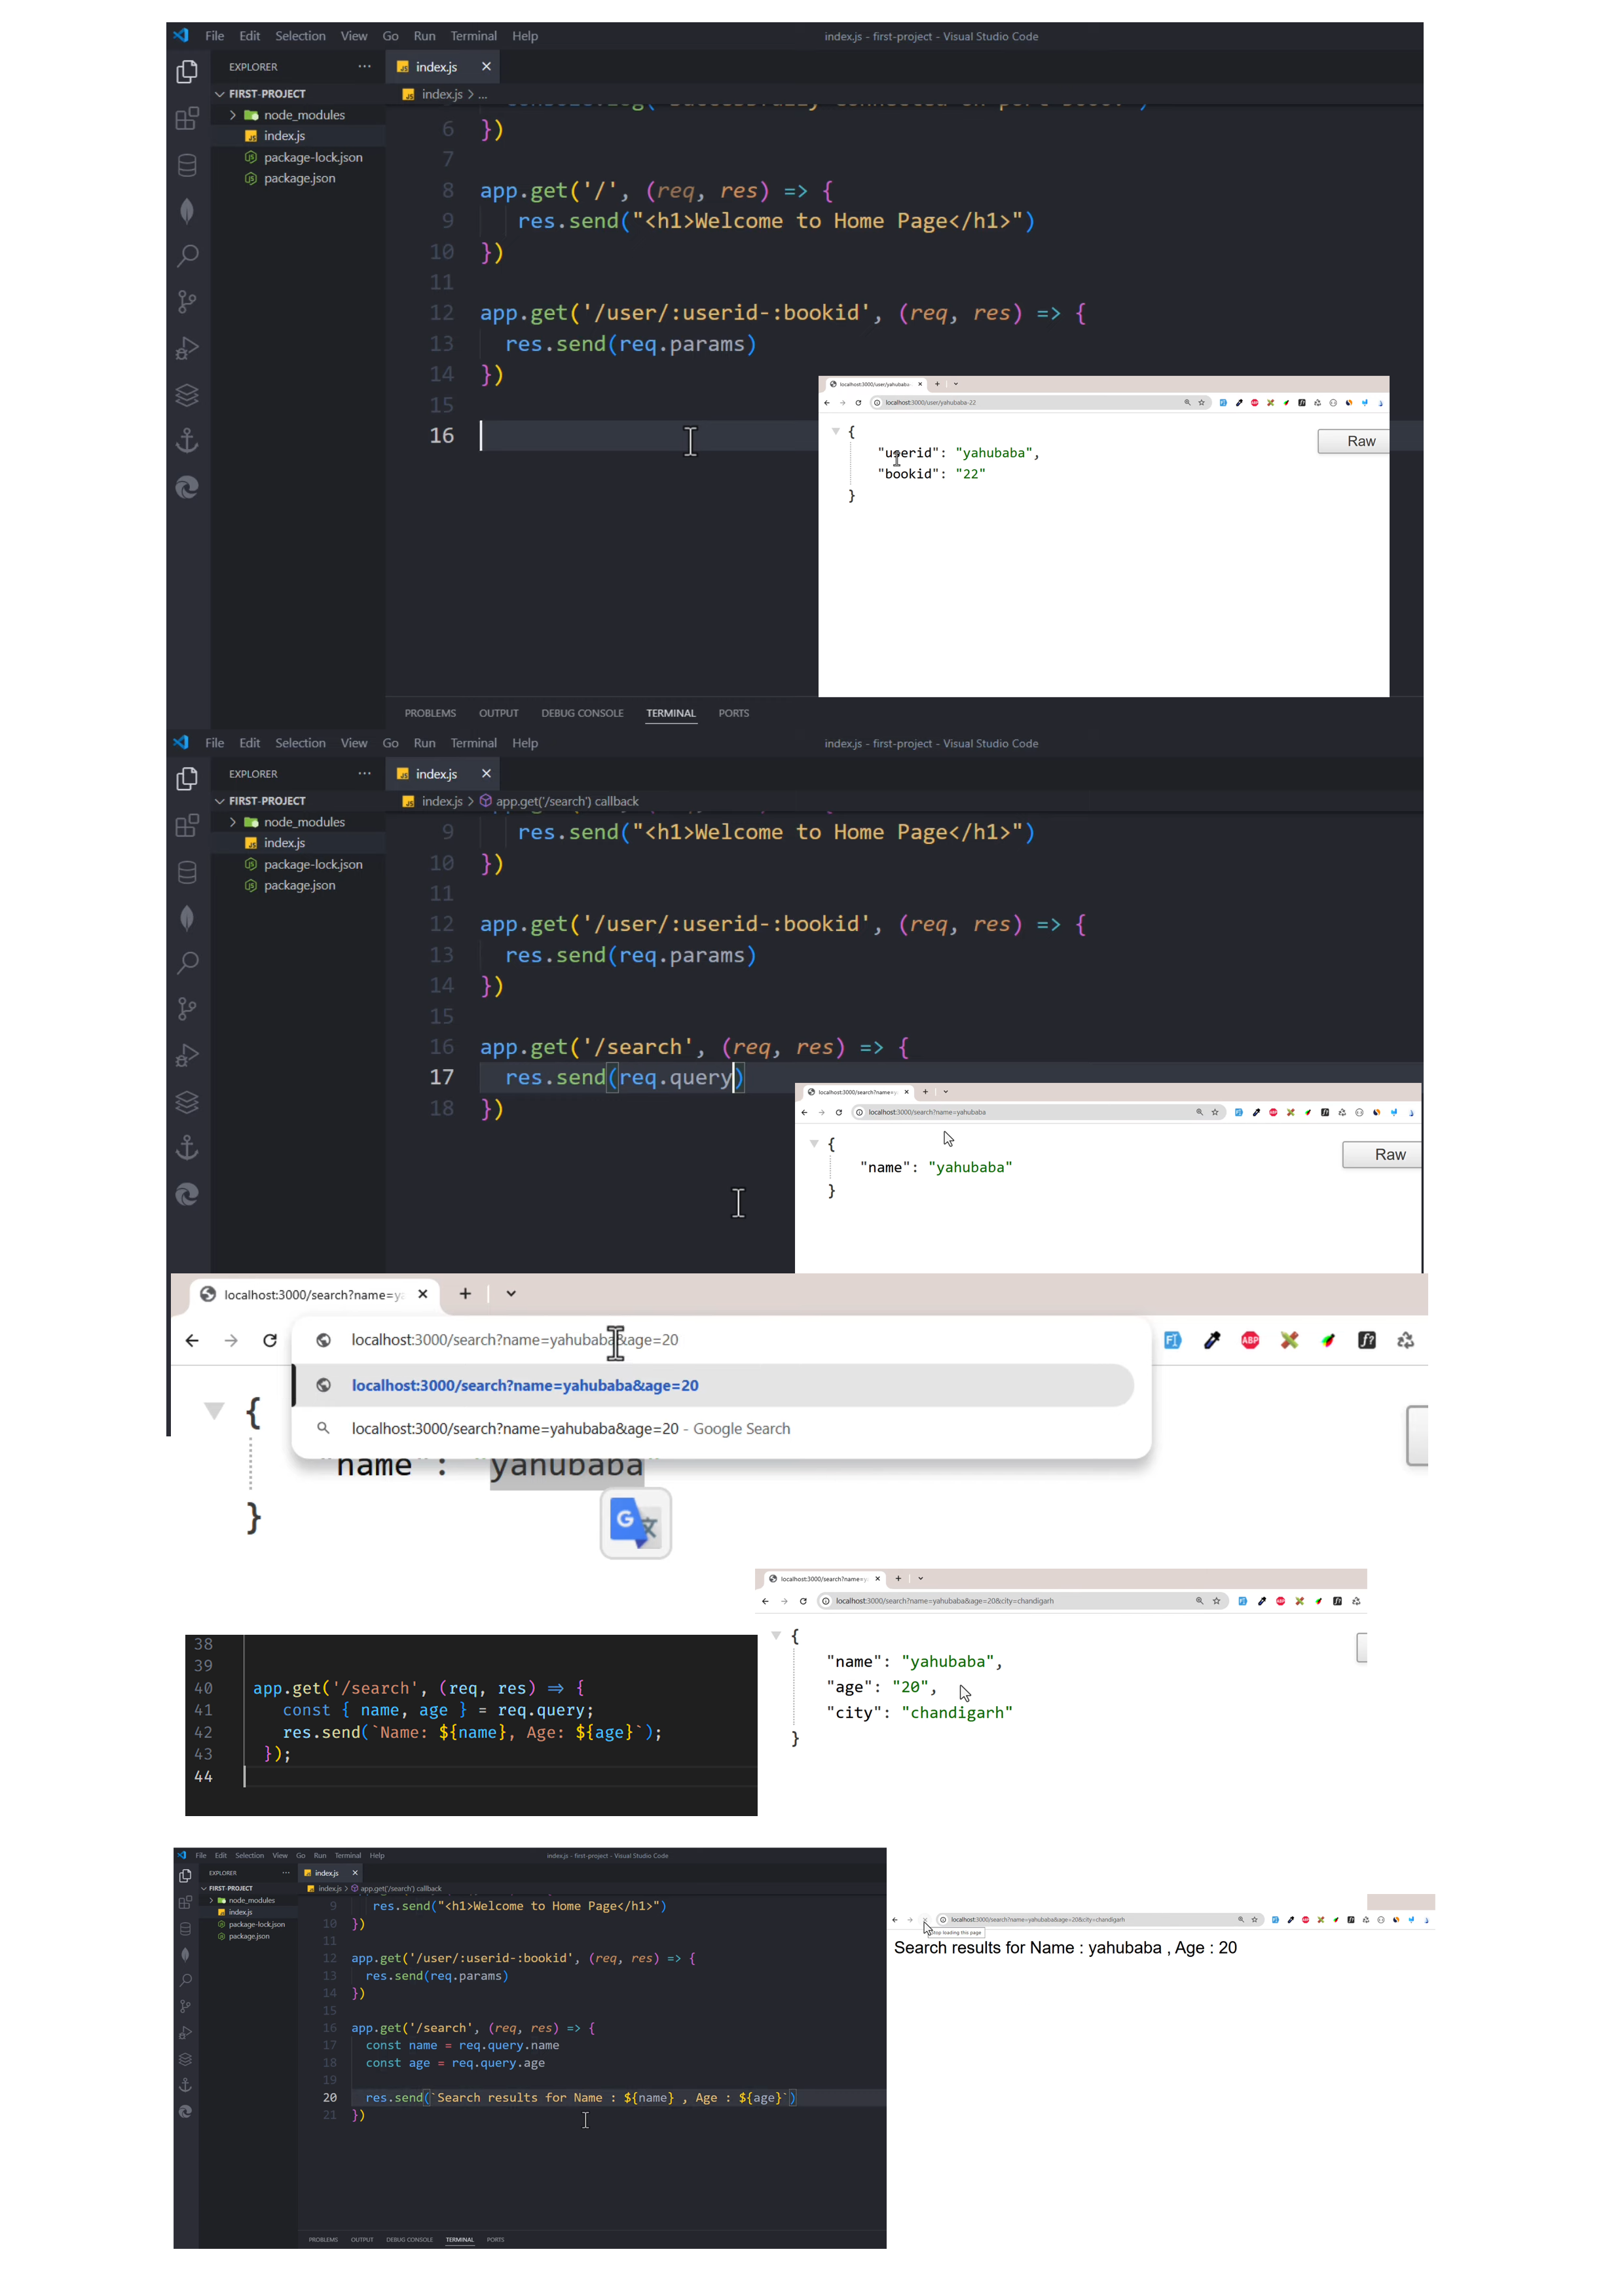 File Edit Selection View Go Run Terminal Help
index.js - first-project - Visual Studio Code
EXPLORER ···
index.js ×
FIRST-PROJECT
index.js > ...
node_modules
index.js
package-lock.json
package.json
6 })
7
8 app.get('/', (req, res) => {
9 res.send("<h1>Welcome to Home Page</h1>")
10 })
11
12 app.get('/user/:userid-:bookid', (req, res) => {
13 res.send(req.params)
14 })
15
16
localhost:3000/user/yahubaba-
localhost:3000/user/yahubaba-22
{
"userid": "yahubaba",
"bookid": "22"
}
Raw
PROBLEMS OUTPUT DEBUG CONSOLE TERMINAL PORTS
File Edit Selection View Go Run Terminal Help
index.js - first-project - Visual Studio Code
EXPLORER ···
index.js ×
FIRST-PROJECT
index.js > app.get('/search') callback
node_modules
index.js
package-lock.json
package.json
9 res.send("<h1>Welcome to Home Page</h1>")
10 })
11
12 app.get('/user/:userid-:bookid', (req, res) => {
13 res.send(req.params)
14 })
15
16 app.get('/search', (req, res) => {
17 res.send(req.query)
18 })
localhost:3000/search?name=y
localhost:3000/search?name=yahubaba
{
"name": "yahubaba"
}
Raw
localhost:3000/search?name=y
localhost:3000/search?name=yahubaba&age=20
localhost:3000/search?name=yahubaba&age=20
localhost:3000/search?name=yahubaba&age=20 - Google Search
{
"name": "yahubaba"
}
localhost:3000/search?name=y
localhost:3000/search?name=yahubaba&age=20&city=chandigarh
{
"name": "yahubaba",
"age": "20",
"city": "chandigarh"
}
38
39
40 app.get('/search', (req, res) => {
41 const { name, age } = req.query;
42 res.send(`Name: ${name}, Age: ${age}`);
43 });
44
File Edit Selection View Go Run Terminal Help
index.js - first-project - Visual Studio Code
EXPLORER ···
index.js ×
FIRST-PROJECT
index.js > app.get('/search') callback
node_modules
index.js
package-lock.json
package.json
9 res.send("<h1>Welcome to Home Page</h1>")
10 })
11
12 app.get('/user/:userid-:bookid', (req, res) => {
13 res.send(req.params)
14 })
15
16 app.get('/search', (req, res) => {
17 const name = req.query.name
18 const age = req.query.age
19
20 res.send(`Search results for Name : ${name} , Age : ${age}`)
21 })
PROBLEMS OUTPUT DEBUG CONSOLE TERMINAL PORTS
localhost:3000/search?name=yahubaba&age=20&city=chandigarh
loading this page
Search results for Name : yahubaba , Age : 20